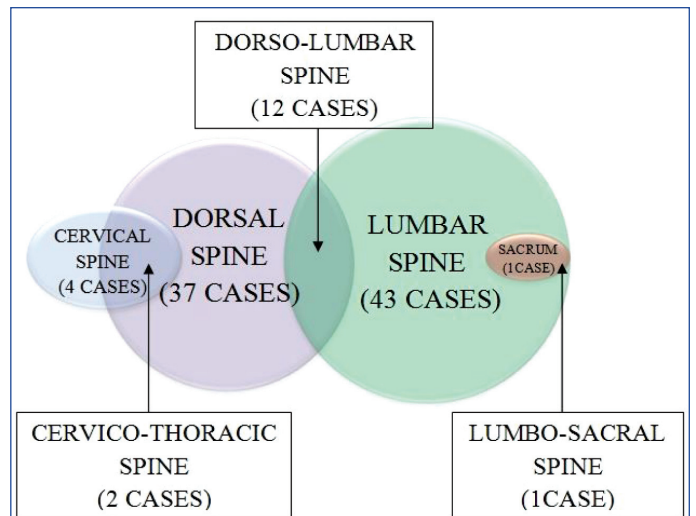 DORSO-LUMBAR
SPINE
(12 CASES)
CERVICAL
SPINE
(4 CASES)
DORSAL
SPINE
(37 CASES)
LUMBAR
SPINE
(43 CASES)
SACRUM
(1CASE)
CERVICO-THORACIC
SPINE
(2 CASES)
LUMBO-SACRAL
SPINE
(1CASE)